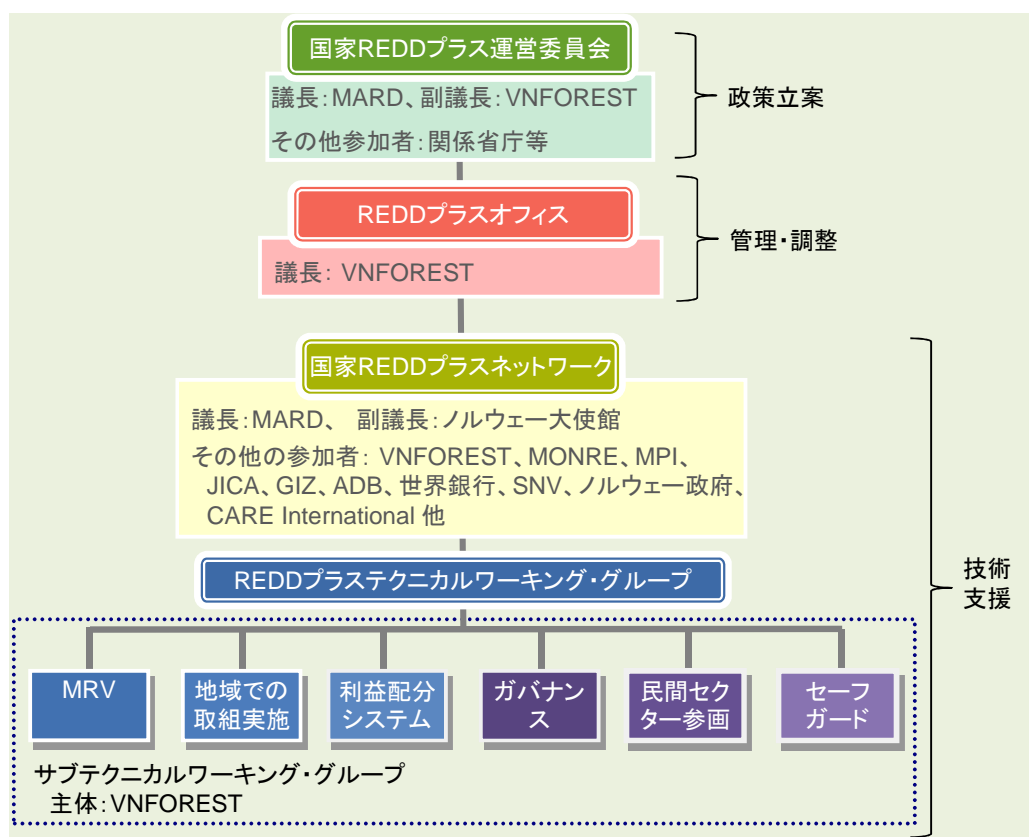 国家REDDプラス運営委員会
議長：MARD、副議長：VNFOREST
その他参加者：関係省庁等
政策立案
REDDプラスオフィス
議長： VNFOREST
管理・調整
国家REDDプラスネットワーク
議長：MARD、 副議長：ノルウェー大使館
その他の参加者： VNFOREST、MONRE、MPI、
JICA、GIZ、ADB、世界銀行、SNV、ノルウェー政府、
CARE International 他
REDDプラステクニカルワーキング・グループ
技術
支援
MRV
地域での
取組実施
利益配分
システム
ガバナン
ス
民間セク
ター参画
セーフ
ガード
サブテクニカルワーキング・グループ
主体：VNFOREST